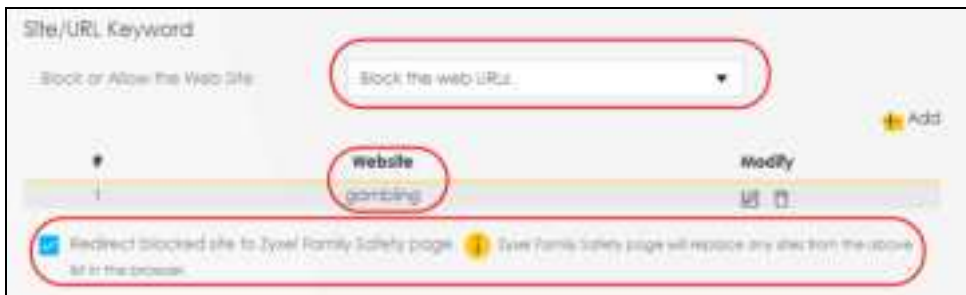 Site/URL Keyword
Block or Allow the Web Site
Block the web URLs
Add
# Website Modify
1 gambling
Redirect blocked site to Zyxel Family Safety page Zyxel Family Safety page will replace any sites from the above
list in the browser.